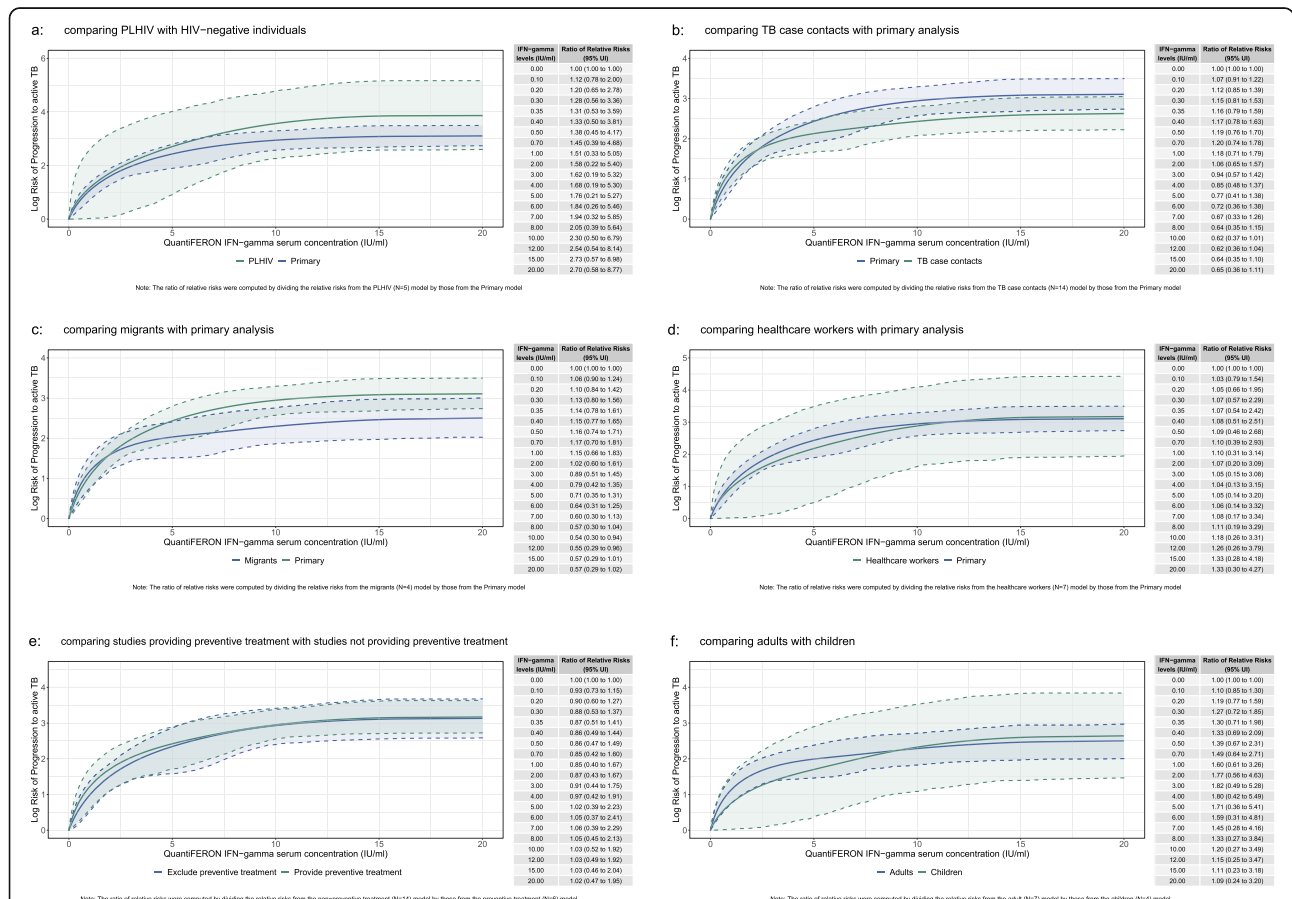 a: comparing PLHIV with HIV−negative individuals
Log Risk of Progression to active TB
6
4
2
0
0 5 10 15 20
QuantiFERON IFN−gamma serum concentration (IU/ml)
PLHIV Primary
IFN−gamma Ratio of Relative Risks
levels (IU/ml) (95% UI)
0.00 1.00 (1.00 to 1.00)
0.10 1.12 (0.78 to 2.00)
0.20 1.20 (0.65 to 2.78)
0.30 1.28 (0.56 to 3.36)
0.35 1.31 (0.53 to 3.59)
0.40 1.33 (0.50 to 3.81)
0.50 1.38 (0.45 to 4.17)
0.70 1.45 (0.39 to 4.68)
1.00 1.51 (0.33 to 5.05)
2.00 1.58 (0.22 to 5.40)
3.00 1.62 (0.19 to 5.32)
4.00 1.68 (0.19 to 5.30)
5.00 1.76 (0.21 to 5.27)
6.00 1.84 (0.26 to 5.46)
7.00 1.94 (0.32 to 5.85)
8.00 2.05 (0.39 to 5.64)
10.00 2.30 (0.50 to 6.79)
12.00 2.54 (0.54 to 8.14)
15.00 2.73 (0.57 to 8.98)
20.00 2.70 (0.58 to 8.77)
Note: The ratio of relative risks were computed by dividing the relative risks from the PLHIV (N=5) model by those from the Primary model
b: comparing TB case contacts with primary analysis
Log Risk of Progression to active TB
4
3
2
1
0
0 5 10 15 20
QuantiFERON IFN−gamma serum concentration (IU/ml)
Primary TB case contacts
IFN−gamma Ratio of Relative Risks
levels (IU/ml) (95% UI)
0.00 1.00 (1.00 to 1.00)
0.10 1.07 (0.91 to 1.22)
0.20 1.12 (0.85 to 1.39)
0.30 1.15 (0.81 to 1.53)
0.35 1.16 (0.79 to 1.59)
0.40 1.17 (0.78 to 1.63)
0.50 1.19 (0.76 to 1.70)
0.70 1.20 (0.74 to 1.78)
1.00 1.18 (0.71 to 1.79)
2.00 1.06 (0.65 to 1.57)
3.00 0.94 (0.57 to 1.42)
4.00 0.85 (0.48 to 1.37)
5.00 0.77 (0.41 to 1.38)
6.00 0.72 (0.36 to 1.38)
7.00 0.67 (0.33 to 1.26)
8.00 0.64 (0.35 to 1.15)
10.00 0.62 (0.37 to 1.01)
12.00 0.62 (0.36 to 1.04)
15.00 0.64 (0.35 to 1.10)
20.00 0.65 (0.36 to 1.11)
Note: The ratio of relative risks were computed by dividing the relative risks from the TB case contacts (N=14) model by those from the Primary model
c: comparing migrants with primary analysis
Log Risk of Progression to active TB
4
3
2
1
0
0 5 10 15 20
QuantiFERON IFN−gamma serum concentration (IU/ml)
Migrants Primary
IFN−gamma Ratio of Relative Risks
levels (IU/ml) (95% UI)
0.00 1.00 (1.00 to 1.00)
0.10 1.06 (0.90 to 1.24)
0.20 1.10 (0.84 to 1.42)
0.30 1.13 (0.80 to 1.56)
0.35 1.14 (0.78 to 1.61)
0.40 1.15 (0.77 to 1.65)
0.50 1.16 (0.74 to 1.71)
0.70 1.17 (0.70 to 1.81)
1.00 1.15 (0.66 to 1.83)
2.00 1.02 (0.60 to 1.61)
3.00 0.89 (0.51 to 1.45)
4.00 0.79 (0.42 to 1.35)
5.00 0.71 (0.35 to 1.31)
6.00 0.64 (0.31 to 1.25)
7.00 0.60 (0.30 to 1.13)
8.00 0.57 (0.30 to 1.04)
10.00 0.54 (0.30 to 0.94)
12.00 0.55 (0.29 to 0.96)
15.00 0.57 (0.29 to 1.01)
20.00 0.57 (0.29 to 1.02)
Note: The ratio of relative risks were computed by dividing the relative risks from the migrants (N=4) model by those from the Primary model
d: comparing healthcare workers with primary analysis
Log Risk of Progression to active TB
5
4
3
2
1
0
0 5 10 15 20
QuantiFERON IFN−gamma serum concentration (IU/ml)
Healthcare workers Primary
IFN−gamma Ratio of Relative Risks
levels (IU/ml) (95% UI)
0.00 1.00 (1.00 to 1.00)
0.10 1.03 (0.79 to 1.54)
0.20 1.05 (0.66 to 1.95)
0.30 1.07 (0.57 to 2.29)
0.35 1.07 (0.54 to 2.42)
0.40 1.08 (0.51 to 2.51)
0.50 1.09 (0.46 to 2.68)
0.70 1.10 (0.39 to 2.93)
1.00 1.10 (0.31 to 3.14)
2.00 1.07 (0.20 to 3.09)
3.00 1.05 (0.15 to 3.08)
4.00 1.04 (0.13 to 3.15)
5.00 1.05 (0.14 to 3.20)
6.00 1.06 (0.14 to 3.32)
7.00 1.08 (0.17 to 3.34)
8.00 1.11 (0.19 to 3.29)
10.00 1.18 (0.26 to 3.31)
12.00 1.26 (0.26 to 3.79)
15.00 1.33 (0.28 to 4.18)
20.00 1.33 (0.30 to 4.27)
Note: The ratio of relative risks were computed by dividing the relative risks from the healthcare workers (N=7) model by those from the Primary model
e: comparing studies providing preventive treatment with studies not providing preventive treatment
Log Risk of Progression to active TB
4
3
2
1
0
0 5 10 15 20
QuantiFERON IFN−gamma serum concentration (IU/ml)
Exclude preventive treatment Provide preventive treatment
IFN−gamma Ratio of Relative Risks
levels (IU/ml) (95% UI)
0.00 1.00 (1.00 to 1.00)
0.10 0.93 (0.73 to 1.15)
0.20 0.90 (0.60 to 1.27)
0.30 0.88 (0.53 to 1.37)
0.35 0.87 (0.51 to 1.41)
0.40 0.86 (0.49 to 1.44)
0.50 0.86 (0.47 to 1.49)
0.70 0.85 (0.42 to 1.60)
1.00 0.85 (0.40 to 1.67)
2.00 0.87 (0.43 to 1.67)
3.00 0.91 (0.44 to 1.75)
4.00 0.97 (0.42 to 1.91)
5.00 1.02 (0.39 to 2.23)
6.00 1.05 (0.37 to 2.41)
7.00 1.06 (0.39 to 2.29)
8.00 1.05 (0.45 to 2.13)
10.00 1.03 (0.52 to 1.92)
12.00 1.03 (0.49 to 1.92)
15.00 1.03 (0.46 to 2.04)
20.00 1.02 (0.47 to 1.95)
f: comparing adults with children
Log Risk of Progression to active TB
4
3
2
1
0
0 5 10 15 20
QuantiFERON IFN−gamma serum concentration (IU/ml)
Adults Children
IFN−gamma Ratio of Relative Risks
levels (IU/ml) (95% UI)
0.00 1.00 (1.00 to 1.00)
0.10 1.10 (0.85 to 1.30)
0.20 1.19 (0.77 to 1.59)
0.30 1.27 (0.72 to 1.85)
0.35 1.30 (0.71 to 1.98)
0.40 1.33 (0.69 to 2.09)
0.50 1.39 (0.67 to 2.31)
0.70 1.49 (0.64 to 2.71)
1.00 1.60 (0.61 to 3.26)
2.00 1.77 (0.56 to 4.63)
3.00 1.82 (0.49 to 5.28)
4.00 1.80 (0.42 to 5.49)
5.00 1.71 (0.36 to 5.41)
6.00 1.59 (0.31 to 4.81)
7.00 1.45 (0.28 to 4.16)
8.00 1.33 (0.27 to 3.84)
10.00 1.20 (0.27 to 3.49)
12.00 1.15 (0.25 to 3.47)
15.00 1.11 (0.23 to 3.18)
20.00 1.09 (0.24 to 3.20)